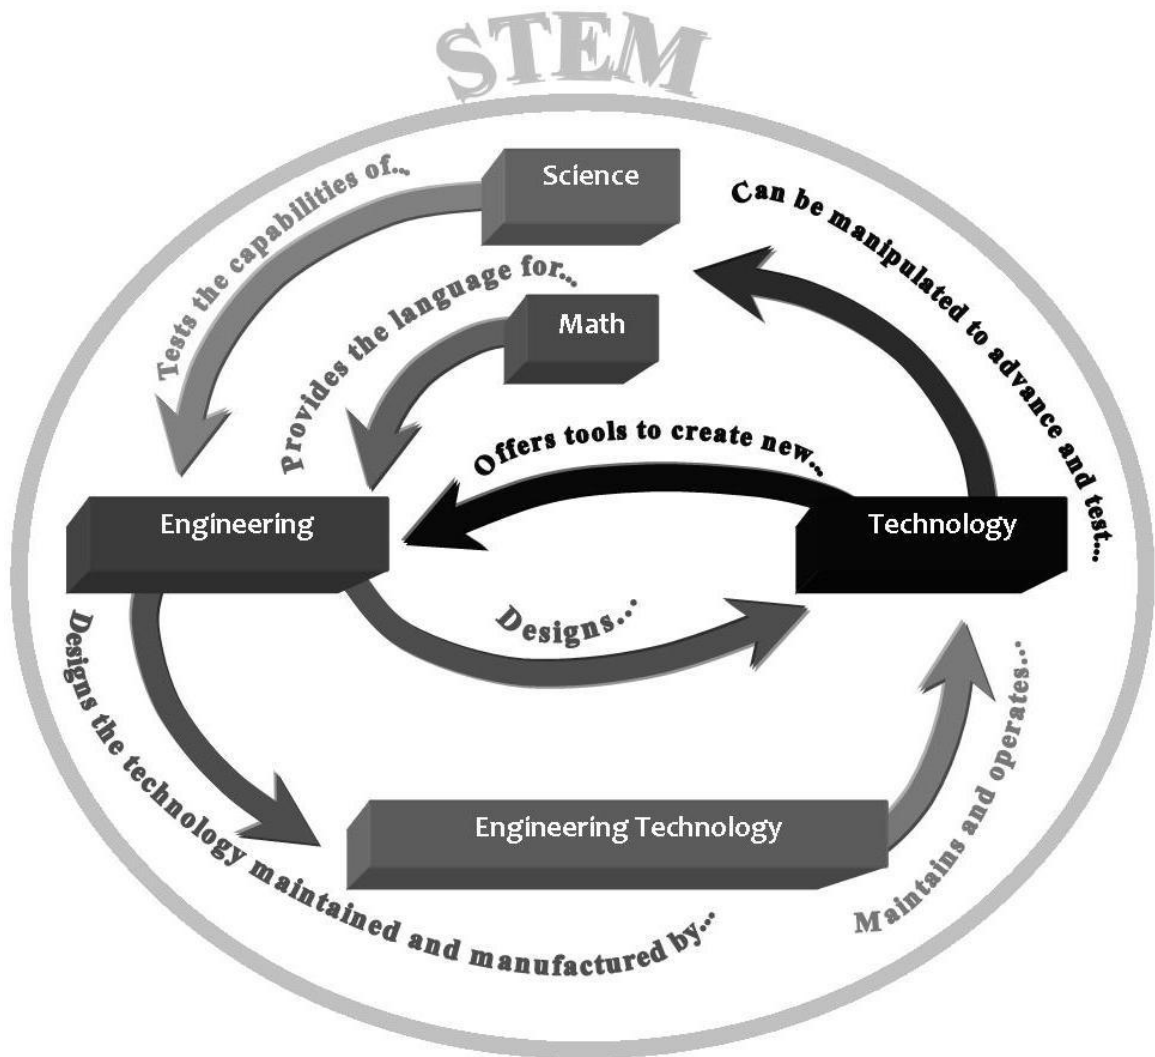 STEM
Science
Tests the capabilities of...
Can be manipulated to advance and test...
Provides the language for...
Math
Offers tools to create new...
Engineering
Technology
Designs...
Designs the technology maintained and manufactured by...
Engineering Technology
Maintains and operates...